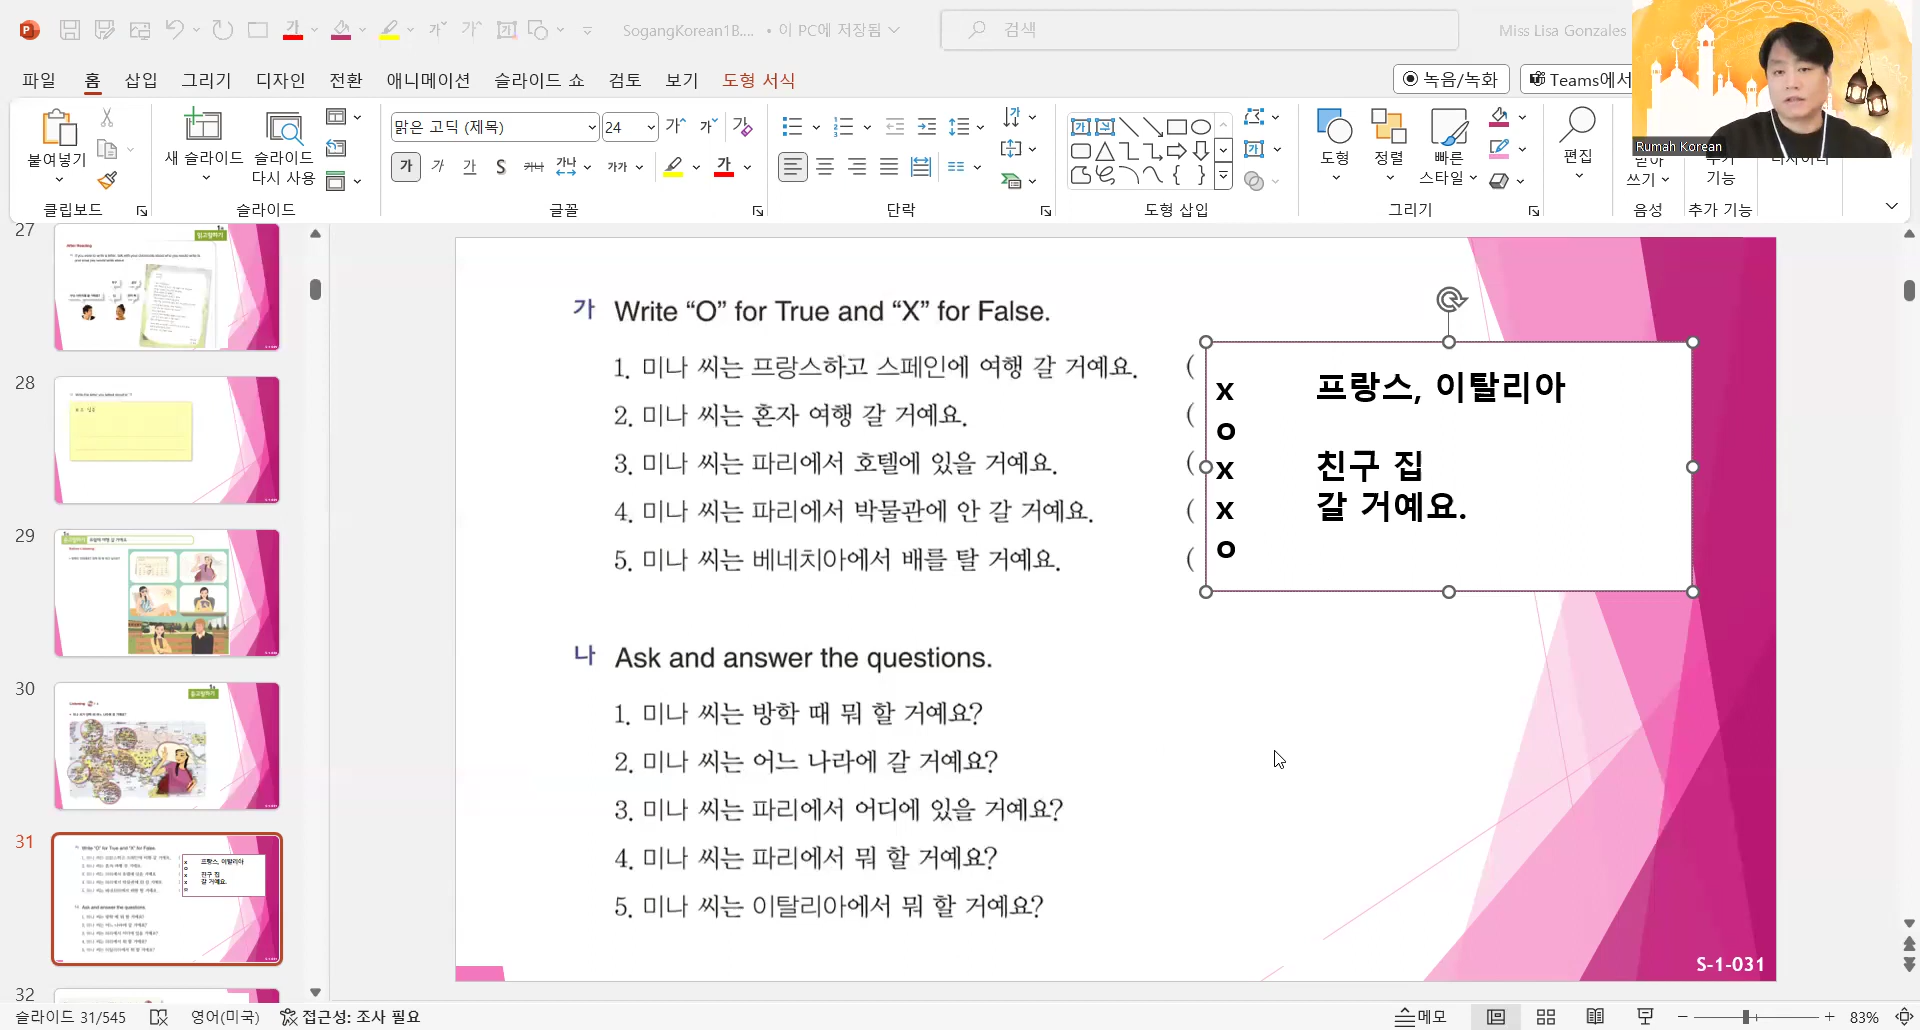 SogangKorean1B.... • 이 PC에 저장됨
검색
Miss Lisa Gonzales
파일 홈 삽입 그리기 디자인 전환 애니메이션 슬라이드 쇼 검토 보기 도형 서식
녹음/녹화
Teams에서
Rumah Korean
맑은 고딕 (제목) 24
붙여넣기
새 슬라이드
슬라이드 다시 사용
도형
정렬
빠른 스타일
편집
받아쓰기
추가 기능
디자이너
클립보드 슬라이드 글꼴 단락 도형 삽입 그리기 음성 추가 기능
27
28
29
30
31
32
가 Write “O” for True and “X” for False.
1. 미나 씨는 프랑스하고 스페인에 여행 갈 거예요. ( x 프랑스, 이탈리아
2. 미나 씨는 혼자 여행 갈 거예요. ( o
3. 미나 씨는 파리에서 호텔에 있을 거예요. ( x 친구 집
4. 미나 씨는 파리에서 박물관에 안 갈 거예요. ( x 갈 거예요.
5. 미나 씨는 베네치아에서 배를 탈 거예요. ( o
나 Ask and answer the questions.
1. 미나 씨는 방학 때 뭐 할 거예요?
2. 미나 씨는 어느 나라에 갈 거예요?
3. 미나 씨는 파리에서 어디에 있을 거예요?
4. 미나 씨는 파리에서 뭐 할 거예요?
5. 미나 씨는 이탈리아에서 뭐 할 거예요?
S-1-031
슬라이드 31/545 영어(미국) 접근성: 조사 필요
메모
83%